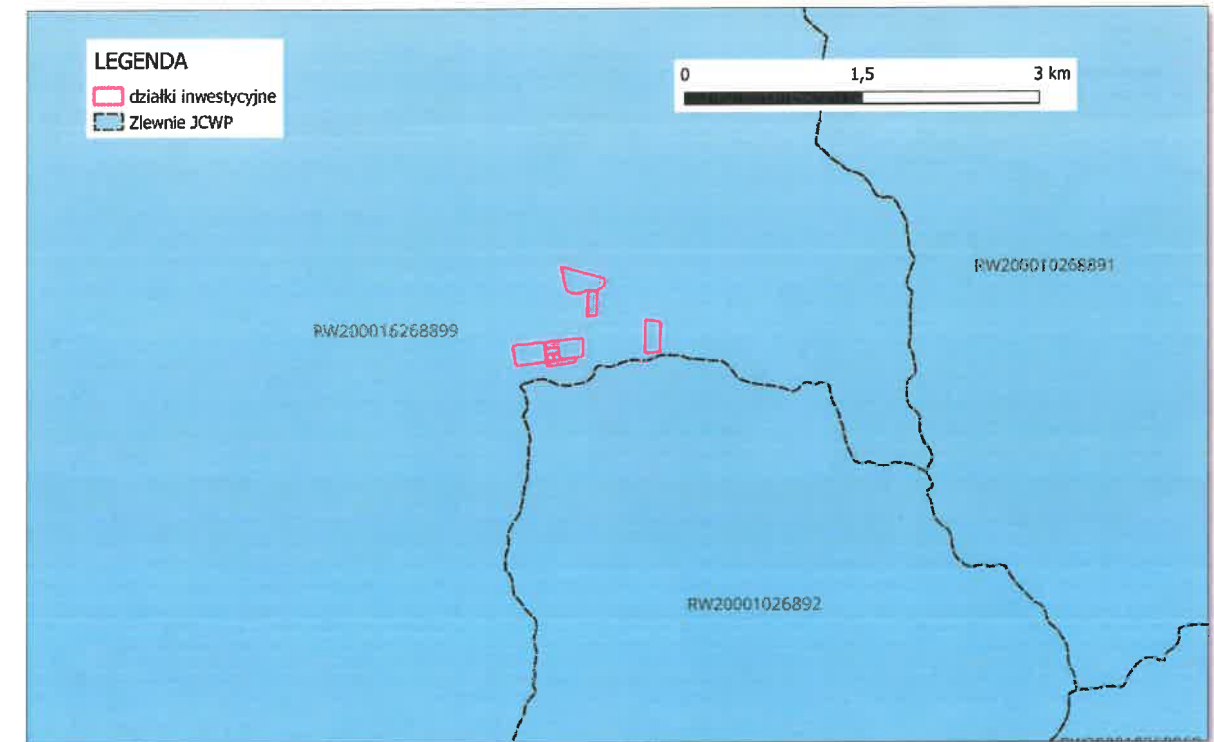 LEGENDA
działki inwestycyjne
Zlewnie JCWP
0 1,5 3 km
RW200010268891
RW200016268899
RW20001026892